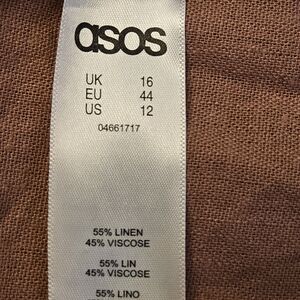 asos
UK 16
EU 44
US 12
04661717
55% LINEN
45% VISCOSE
55% LIN
45% VISCOSE
55% LINO